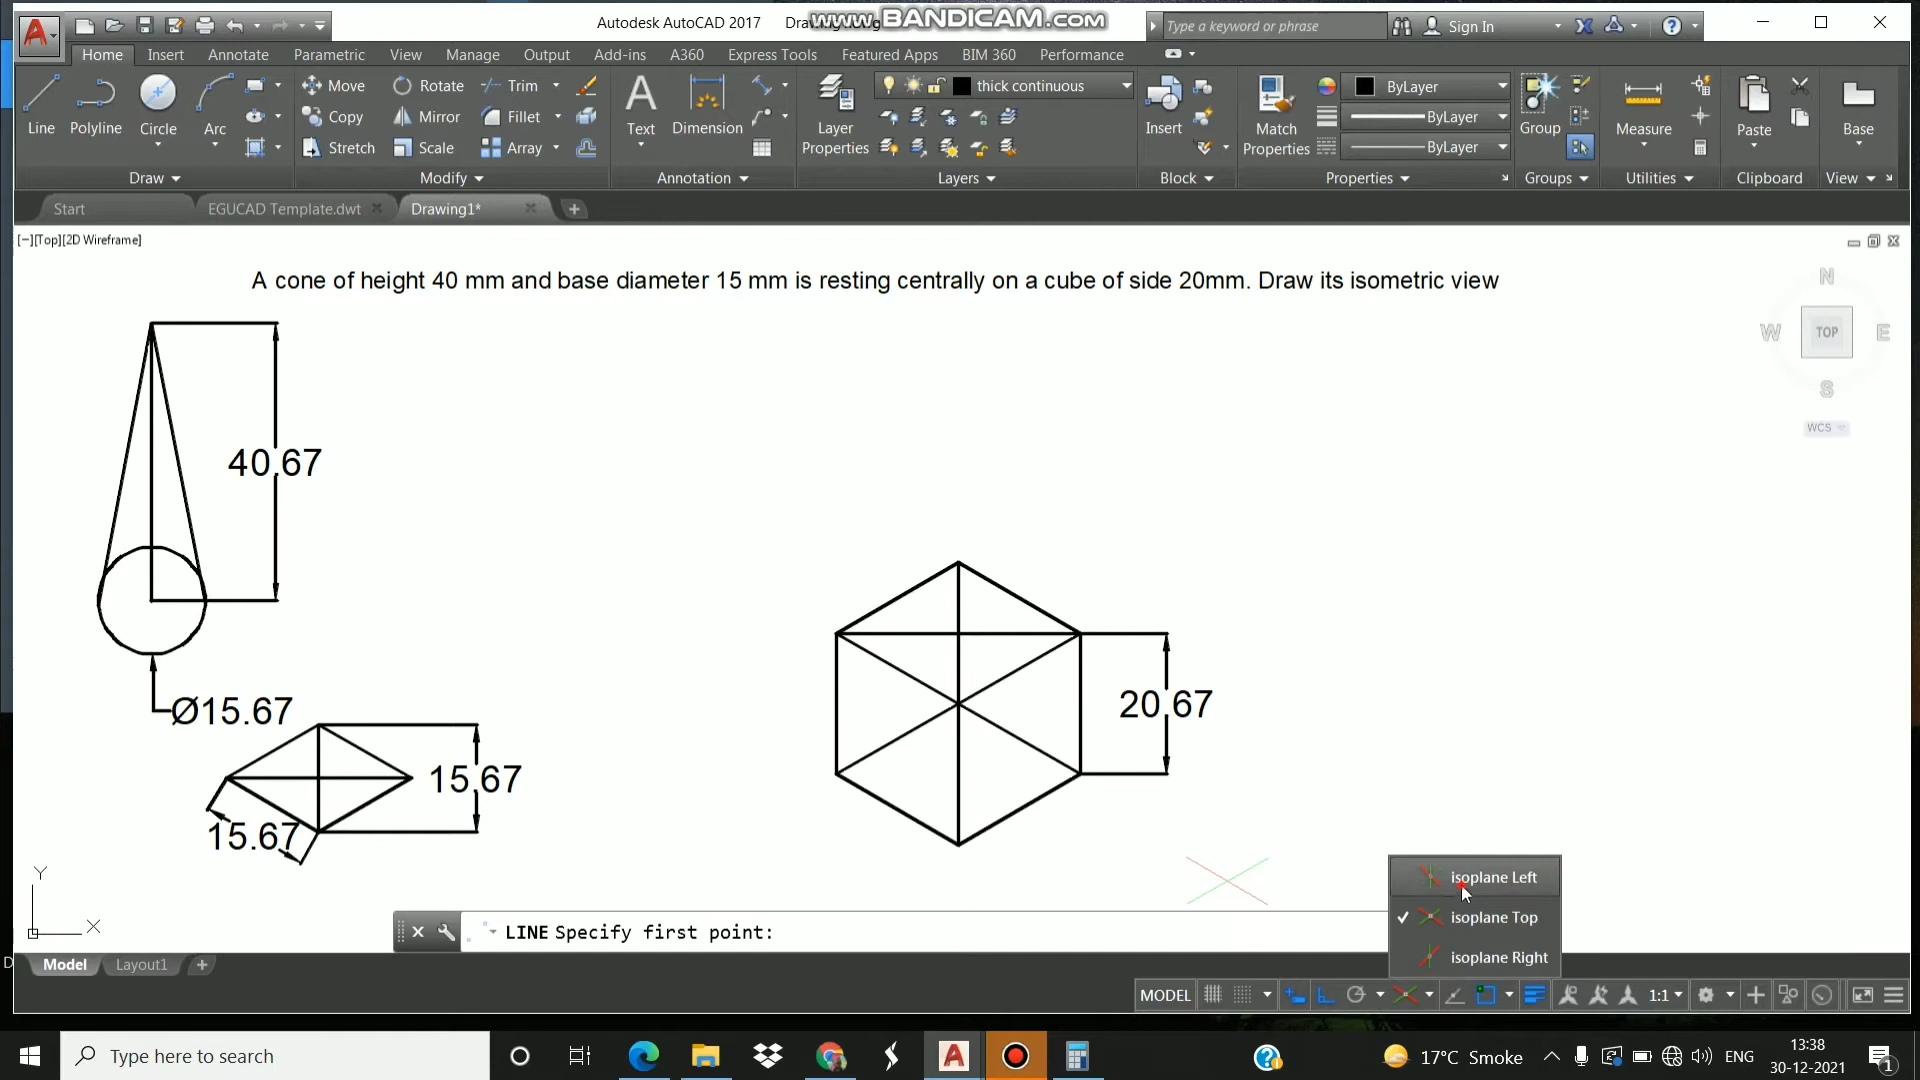 Autodesk AutoCAD 2017
www.BANDICAM.com
Type a keyword or phrase
Sign In
Home Insert Annotate Parametric View Manage Output Add-ins A360 Express Tools Featured Apps BIM 360 Performance
Line Polyline Circle Arc
Move Rotate Trim
Copy Mirror Fillet
Stretch Scale Array
Text Dimension
Layer Properties
thick continuous
Insert
Match Properties
ByLayer
ByLayer
ByLayer
Group Measure Paste Base
Draw Modify Annotation Layers Block Properties Groups Utilities Clipboard View
Start EGUCAD Template.dwt Drawing1*
[−][Top][2D Wireframe]
A cone of height 40 mm and base diameter 15 mm is resting centrally on a cube of side 20mm. Draw its isometric view
N
W TOP E
S
WCS
40.67
Ø15.67
15.67
15.67
20.67
Y
X
isoplane Left
isoplane Top
isoplane Right
LINE Specify first point:
Model Layout1
MODEL 1:1
Type here to search
17°C Smoke
ENG
13:38
30-12-2021
1